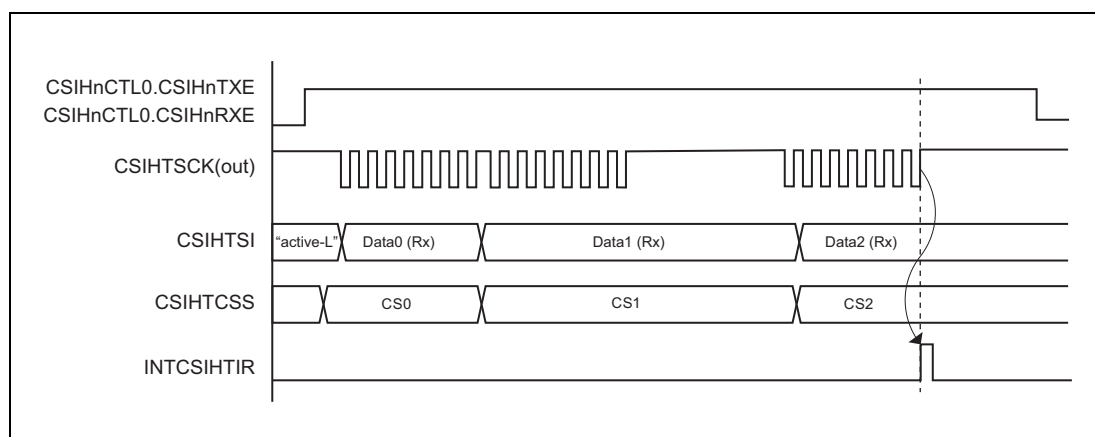 CSIHnCTL0.CSIHnTXE
CSIHnCTL0.CSIHnRXE
CSIHTSCK(out)
CSIHTSI
"active-L"
Data0 (Rx)
Data1 (Rx)
Data2 (Rx)
CSIHTCSS
CS0
CS1
CS2
INTCSIHTIR